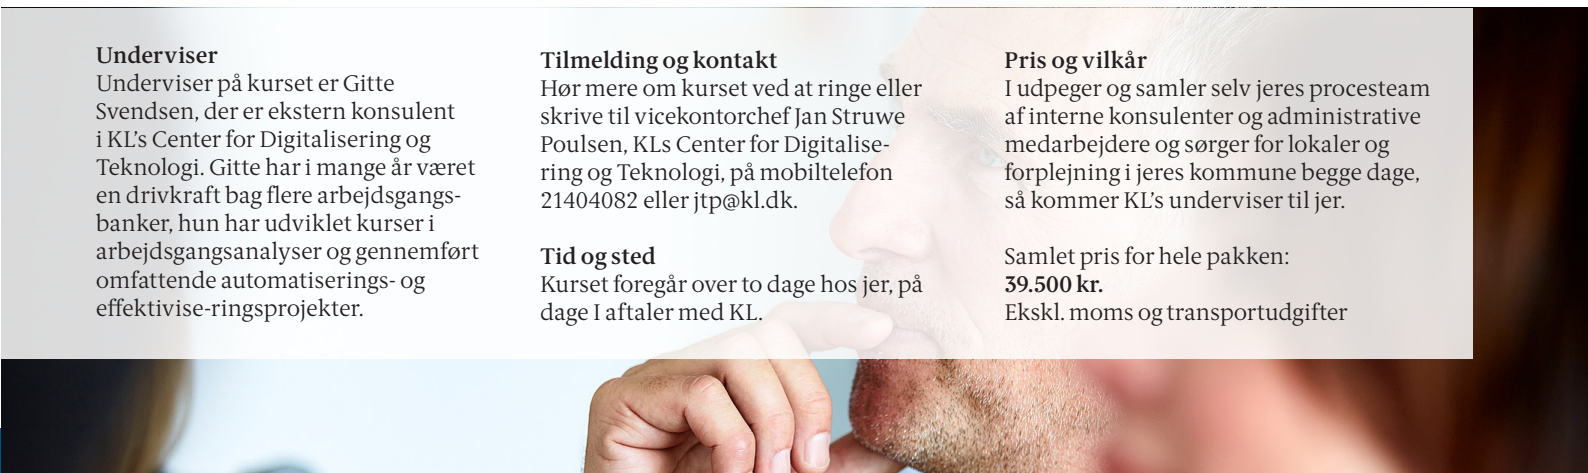 Underviser
Underviser på kurset er Gitte
Svendsen, der er ekstern konsulent
i KL's Center for Digitalisering og
Teknologi. Gitte har i mange år været
en drivkraft bag flere arbejdsgangs-
banker, hun har udviklet kurser i
arbejdsgangsanalyser og gennemført
omfattende automatiserings- og
effektivise-ringsprojekter.
Tilmelding og kontakt
Hør mere om kurset ved at ringe eller
skrive til vicekontorchef Jan Struwe
Poulsen, KLs Center for Digitalise-
ring og Teknologi, på mobiltelefon
21404082 eller jtp@kl.dk.
Tid og sted
Kurset foregår over to dage hos jer, på
dage I aftaler med KL.
Pris og vilkår
I udpeger og samler selv jeres procesteam
af interne konsulenter og administrative
medarbejdere og sørger for lokaler og
forplejning i jeres kommune begge dage,
så kommer KL's underviser til jer.
Samlet pris for hele pakken:
39.500 kr.
Ekskl. moms og transportudgifter